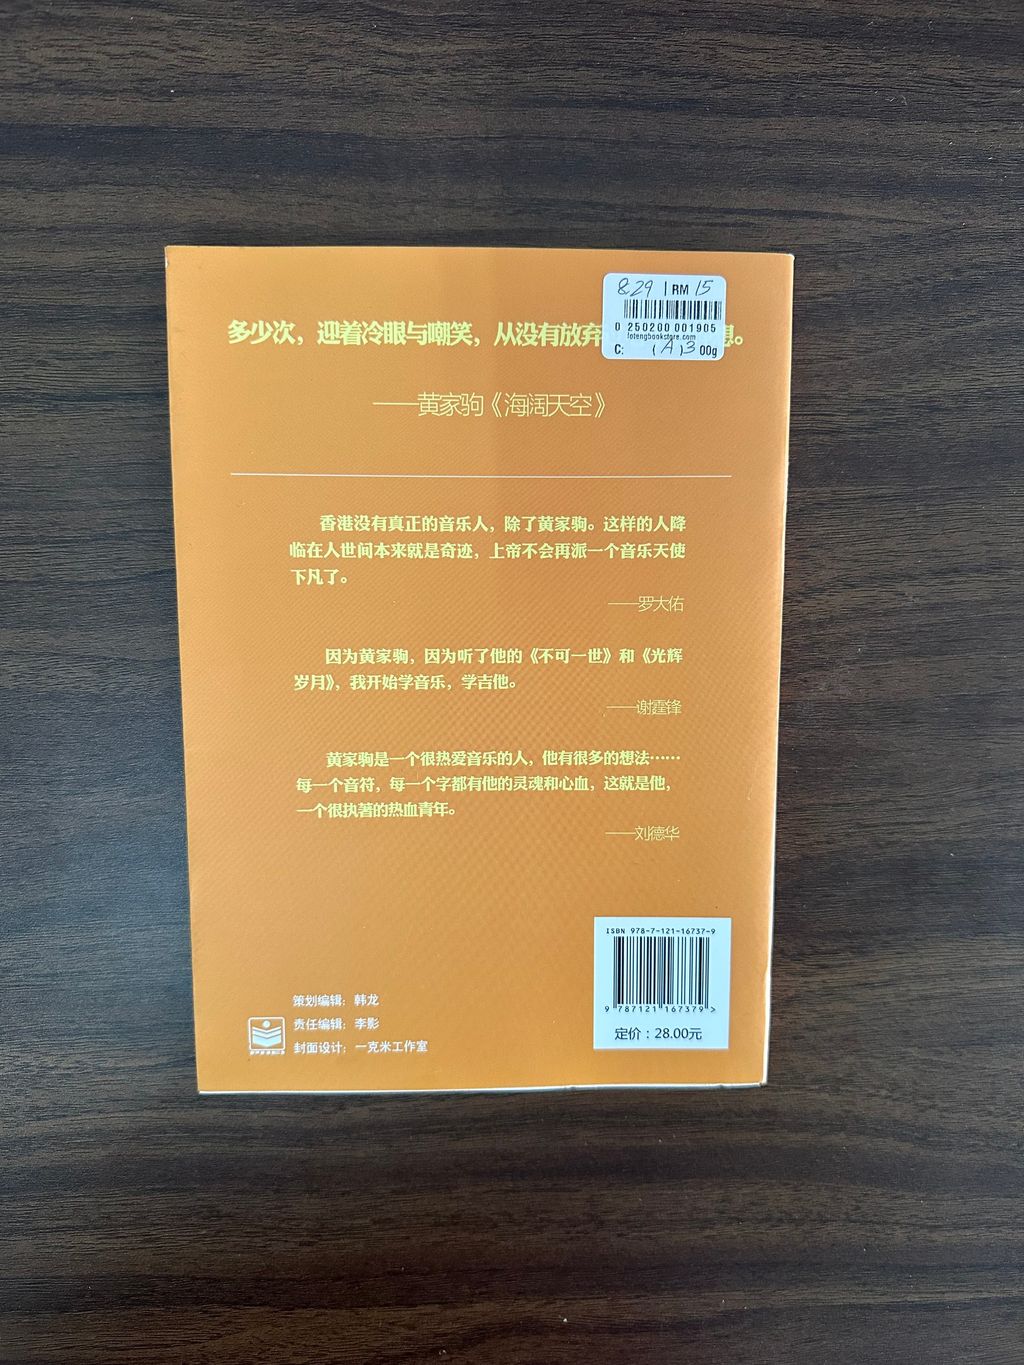 8.29 | RM 15
0 250200 001905
fotengbookstore.com
C: (A)3 00g
多少次，迎着冷眼与嘲笑，从没有放弃 想。
——黄家驹《海阔天空》
香港没有真正的音乐人，除了黄家驹。这样的人降
临在人世间本来就是奇迹，上帝不会再派一个音乐天使
下凡了。
——罗大佑
因为黄家驹，因为听了他的《不可一世》和《光辉
岁月》，我开始学音乐，学吉他。
——谢霆锋
黄家驹是一个很热爱音乐的人，他有很多的想法……
每一个音符，每一个字都有他的灵魂和心血，这就是他，
一个很执著的热血青年。
——刘德华
ISBN 978-7-121-16737-9
9 787121 167379 >
定价：28.00元
策划编辑：韩龙
责任编辑：李影
封面设计：一克米工作室